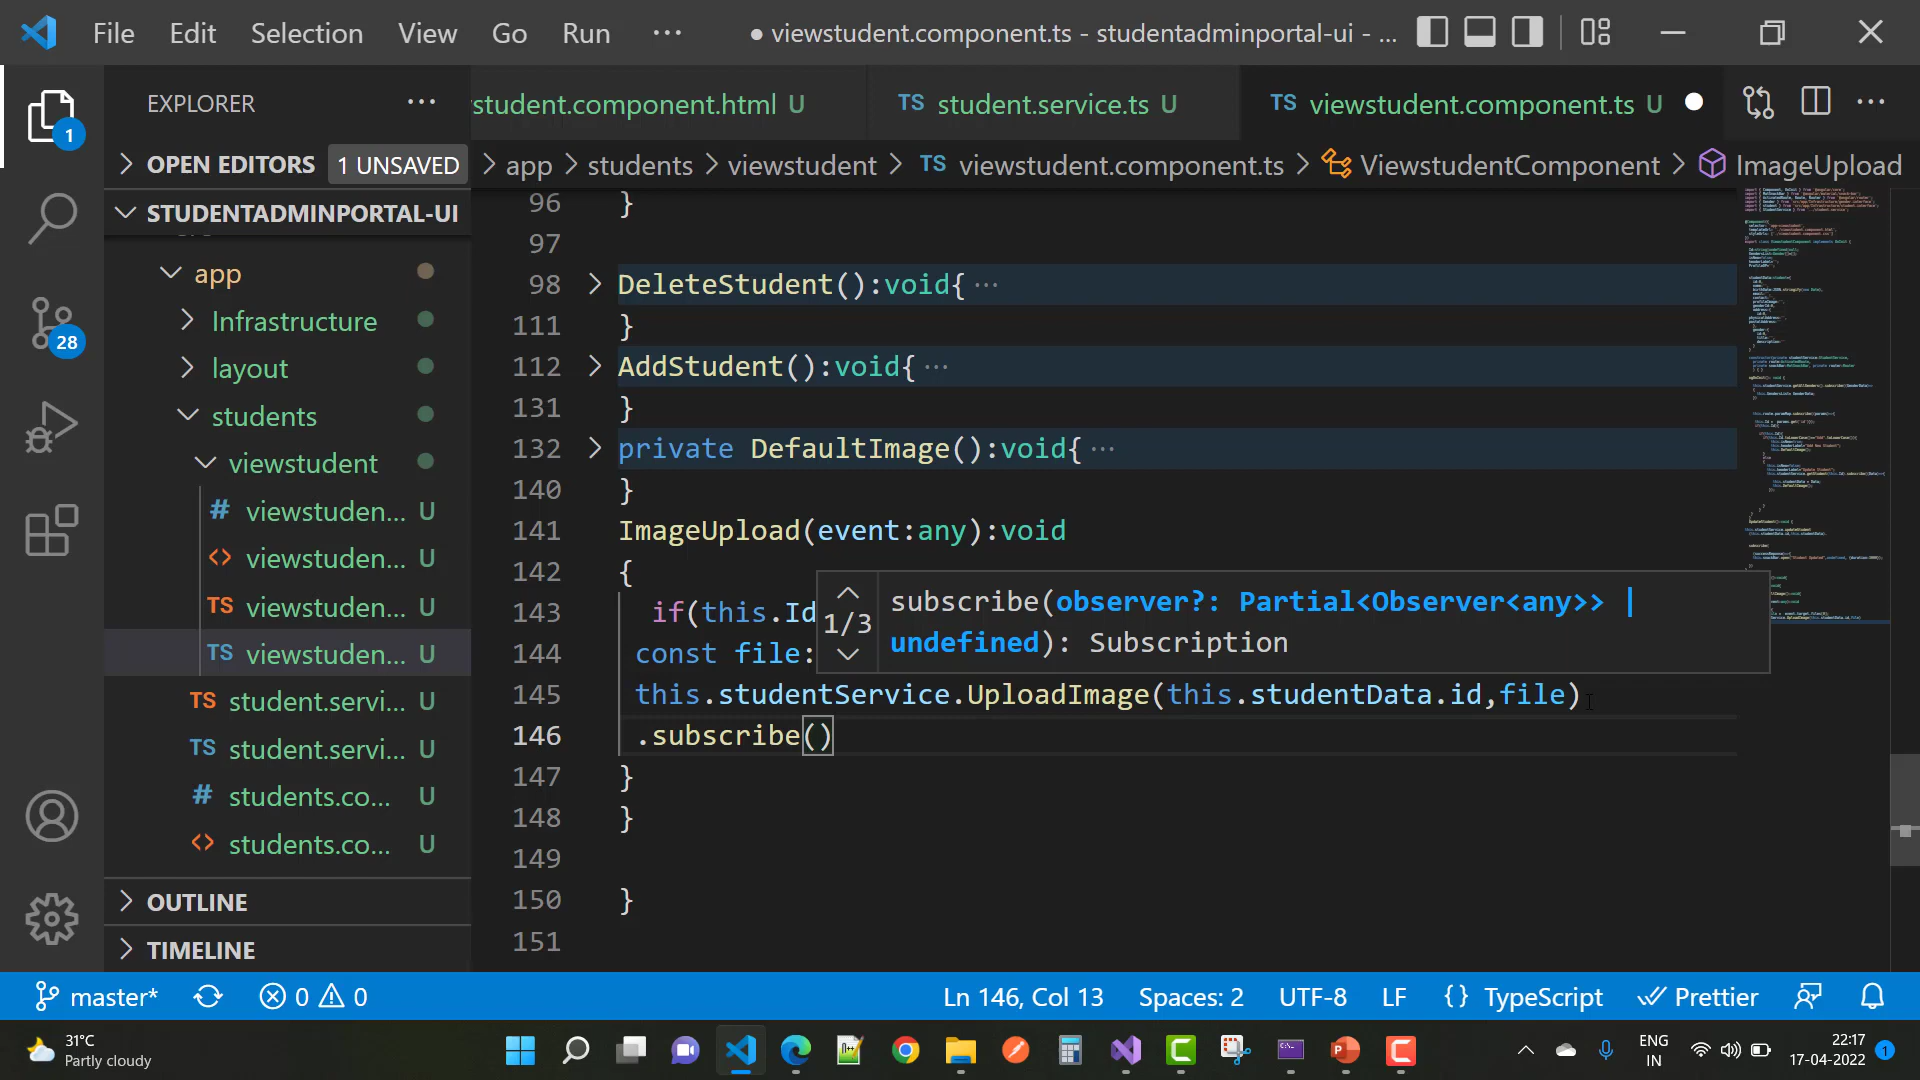 File Edit Selection View Go Run ··· ● viewstudent.component.ts - studentadminportal-ui - ...
EXPLORER ···
student.component.html U TS student.service.ts U TS viewstudent.component.ts U ●
OPEN EDITORS 1 UNSAVED
> app > students > viewstudent > TS viewstudent.component.ts > ViewstudentComponent > ImageUpload
STUDENTADMINPORTAL-UI
app
Infrastructure
layout
students
viewstudent
# viewstuden... U
<> viewstuden... U
TS viewstuden... U
TS viewstuden... U
TS student.servi... U
TS student.servi... U
# students.co... U
<> students.co... U
OUTLINE
TIMELINE
1
28
96 }
97
98 > DeleteStudent():void{ ···
111 }
112 > AddStudent():void{ ···
131 }
132 > private DefaultImage():void{ ···
140 }
141 ImageUpload(event:any):void
142 {
143 if(this.Id
144 const file:
145 this.studentService.UploadImage(this.studentData.id,file)
146 .subscribe()
147 }
148 }
149
150 }
151
1/3
subscribe(observer?: Partial<Observer<any>> |
undefined): Subscription
master* 0 0 Ln 146, Col 13 Spaces: 2 UTF-8 LF {} TypeScript Prettier
31°C
Partly cloudy
ENG
IN
22:17
17-04-2022
1